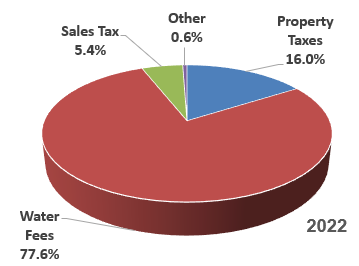 Other
0.6%
Sales Tax
5.4%
Property
Taxes
16.0%
Water
Fees
77.6%
2022